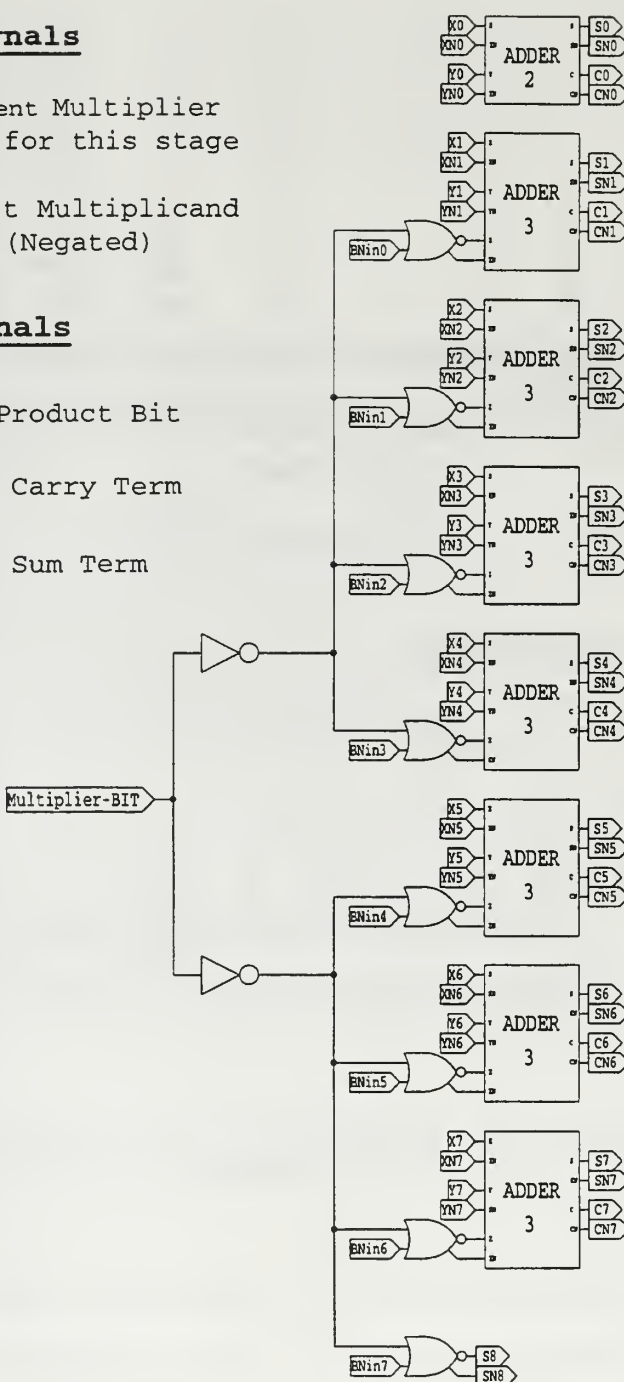 nals
ent Multiplier
for this stage
t Multiplicand
(Negated)
nals
Product Bit
Carry Term
Sum Term
Multiplier-BIT
X0
XN0
Y0
YN0
ADDER
2
S0
SN0
C0
CN0
X1
XN1
Y1
YN1
BNin0
ADDER
3
S1
SN1
C1
CN1
X2
XN2
Y2
YN2
BNin1
ADDER
3
S2
SN2
C2
CN2
X3
XN3
Y3
YN3
BNin2
ADDER
3
S3
SN3
C3
CN3
X4
XN4
Y4
YN4
BNin3
ADDER
3
S4
SN4
C4
CN4
X5
XN5
Y5
YN5
BNin4
ADDER
3
S5
SN5
C5
CN5
X6
XN6
Y6
YN6
BNin5
ADDER
3
S6
SN6
C6
CN6
X7
XN7
Y7
YN7
BNin6
ADDER
3
S7
SN7
C7
CN7
BNin7
S8
SN8